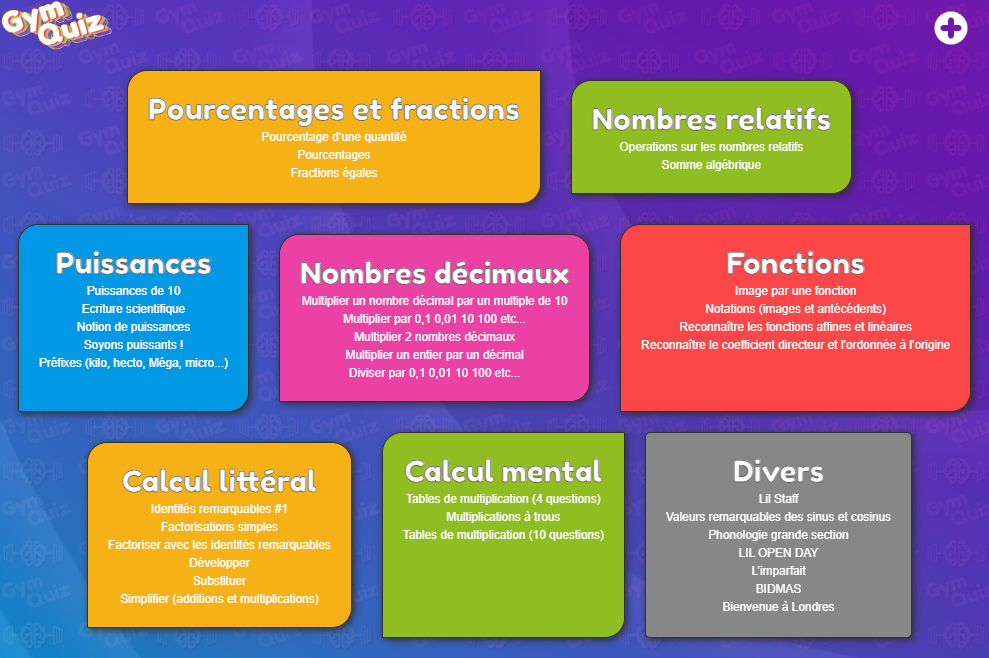 Gym
Quiz
Pourcentages et fractions
Pourcentage d'une quantité
Pourcentages
Fractions égales
Nombres relatifs
Operations sur les nombres relatifs
Somme algébrique
Puissances
Puissances de 10
Ecriture scientifique
Notion de puissances
Soyons puissants !
Préfixes (kilo, hecto, Méga, micro...)
Nombres décimaux
Multiplier un nombre décimal par un multiple de 10
Multiplier par 0,1 0,01 10 100 etc...
Multiplier 2 nombres décimaux
Multiplier un entier par un décimal
Diviser par 0,1 0,01 10 100 etc...
Fonctions
Image par une fonction
Notations (images et antécédents)
Reconnaître les fonctions affines et linéaires
Reconnaître le coefficient directeur et l'ordonnée à l'origine
Calcul littéral
Identités remarquables #1
Factorisations simples
Factoriser avec les identités remarquables
Développer
Substituer
Simplifier (additions et multiplications)
Calcul mental
Tables de multiplication (4 questions)
Multiplications à trous
Tables de multiplication (10 questions)
Divers
Lil Staff
Valeurs remarquables des sinus et cosinus
Phonologie grande section
LIL OPEN DAY
L'imparfait
BIDMAS
Bienvenue à Londres